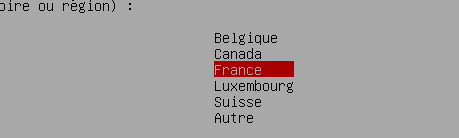 oire ou région) :
Belgique
Canada
France
Luxembourg
Suisse
Autre